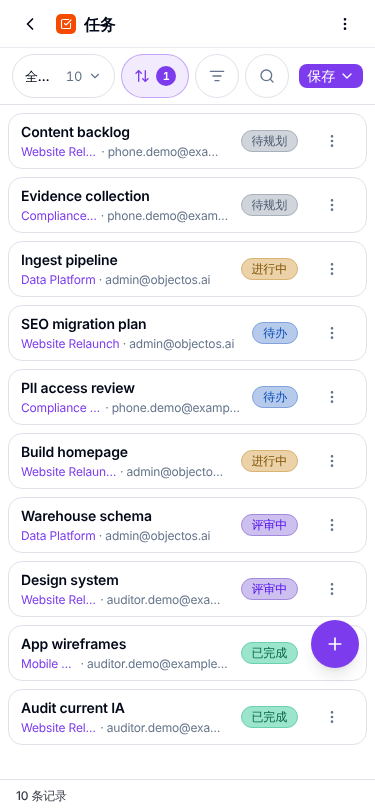 任务
全... 10
1
保存
Content backlog
待规划
Website Rel... · phone.demo@exa...
Evidence collection
待规划
Compliance... · phone.demo@exam...
Ingest pipeline
进行中
Data Platform · admin@objectos.ai
SEO migration plan
待办
Website Relaunch · admin@objectos.ai
PII access review
待办
Compliance ... · phone.demo@examp...
Build homepage
进行中
Website Relaun... · admin@objecto...
Warehouse schema
评审中
Data Platform · admin@objectos.ai
Design system
评审中
Website Rel... · auditor.demo@exa...
App wireframes
已完成
Mobile ... · auditor.demo@example...
Audit current IA
已完成
Website Rel... · auditor.demo@exa...
10 条记录